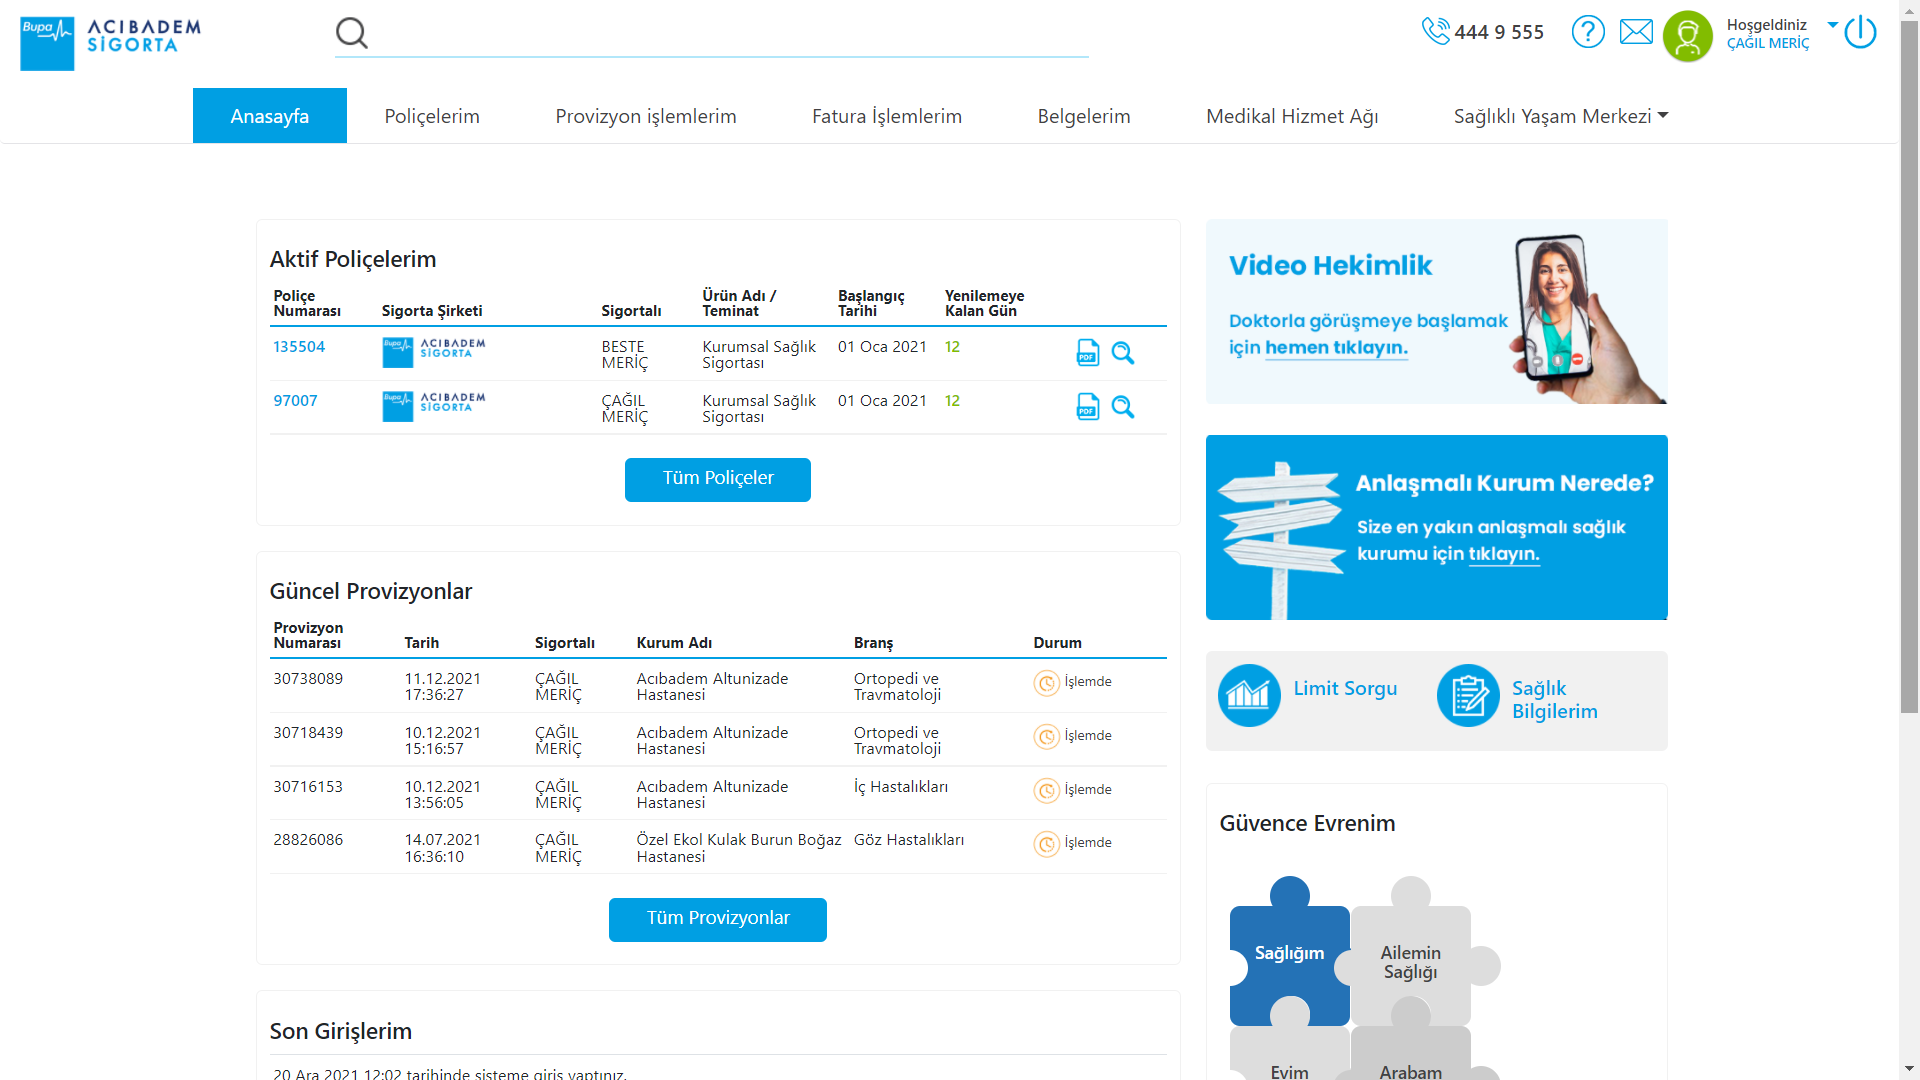 Bupa ACIBADEM SİGORTA
444 9 555
?
Hoşgeldiniz
ÇAĞIL MERİÇ
Anasayfa
Poliçelerim
Provizyon işlemlerim
Fatura İşlemlerim
Belgelerim
Medikal Hizmet Ağı
Sağlıklı Yaşam Merkezi
Aktif Poliçelerim
Poliçe Numarası
Sigorta Şirketi
Sigortalı
Ürün Adı / Teminat
Başlangıç Tarihi
Yenilemeye Kalan Gün
135504
Bupa ACIBADEM SİGORTA
BESTE MERİÇ
Kurumsal Sağlık Sigortası
01 Oca 2021
12
PDF
97007
Bupa ACIBADEM SİGORTA
ÇAĞIL MERİÇ
Kurumsal Sağlık Sigortası
01 Oca 2021
12
PDF
Tüm Poliçeler
Güncel Provizyonlar
Provizyon Numarası
Tarih
Sigortalı
Kurum Adı
Branş
Durum
30738089
11.12.2021 17:36:27
ÇAĞIL MERİÇ
Acıbadem Altunizade Hastanesi
Ortopedi ve Travmatoloji
İşlemde
30718439
10.12.2021 15:16:57
ÇAĞIL MERİÇ
Acıbadem Altunizade Hastanesi
Ortopedi ve Travmatoloji
İşlemde
30716153
10.12.2021 13:56:05
ÇAĞIL MERİÇ
Acıbadem Altunizade Hastanesi
İç Hastalıkları
İşlemde
28826086
14.07.2021 16:36:10
ÇAĞIL MERİÇ
Özel Ekol Kulak Burun Boğaz Hastanesi
Göz Hastalıkları
İşlemde
Tüm Provizyonlar
Son Girişlerim
20 Ara 2021 12:02 tarihinde sisteme giriş yaptınız.
Video Hekimlik
Doktorla görüşmeye başlamak
için hemen tıklayın.
Anlaşmalı Kurum Nerede?
Size en yakın anlaşmalı sağlık
kurumu için tıklayın.
Limit Sorgu
Sağlık
Bilgilerim
Güvence Evrenim
Sağlığım
Ailemin
Sağlığı
Evim
Arabam